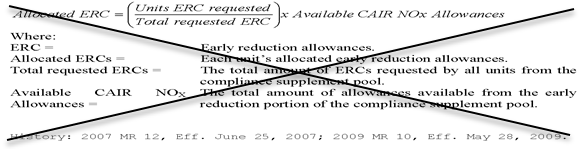 Allocated ERC = (Units ERC requested / Total requested ERC) x Available CAIR NOx Allowances
Where:
ERC = Early reduction allowances.
Allocated ERCs = Each unit's allocated early reduction allowances.
Total requested ERCs = The total amount of ERCs requested by all units from the
compliance supplement pool.
Available CAIR NOX The total amount of allowances available from the early
Allowances = reduction portion of the compliance supplement pool.
History: 2007 MR 12, Eff. June 25, 2007; 2009 MR 10, Eff. May 28, 2009.